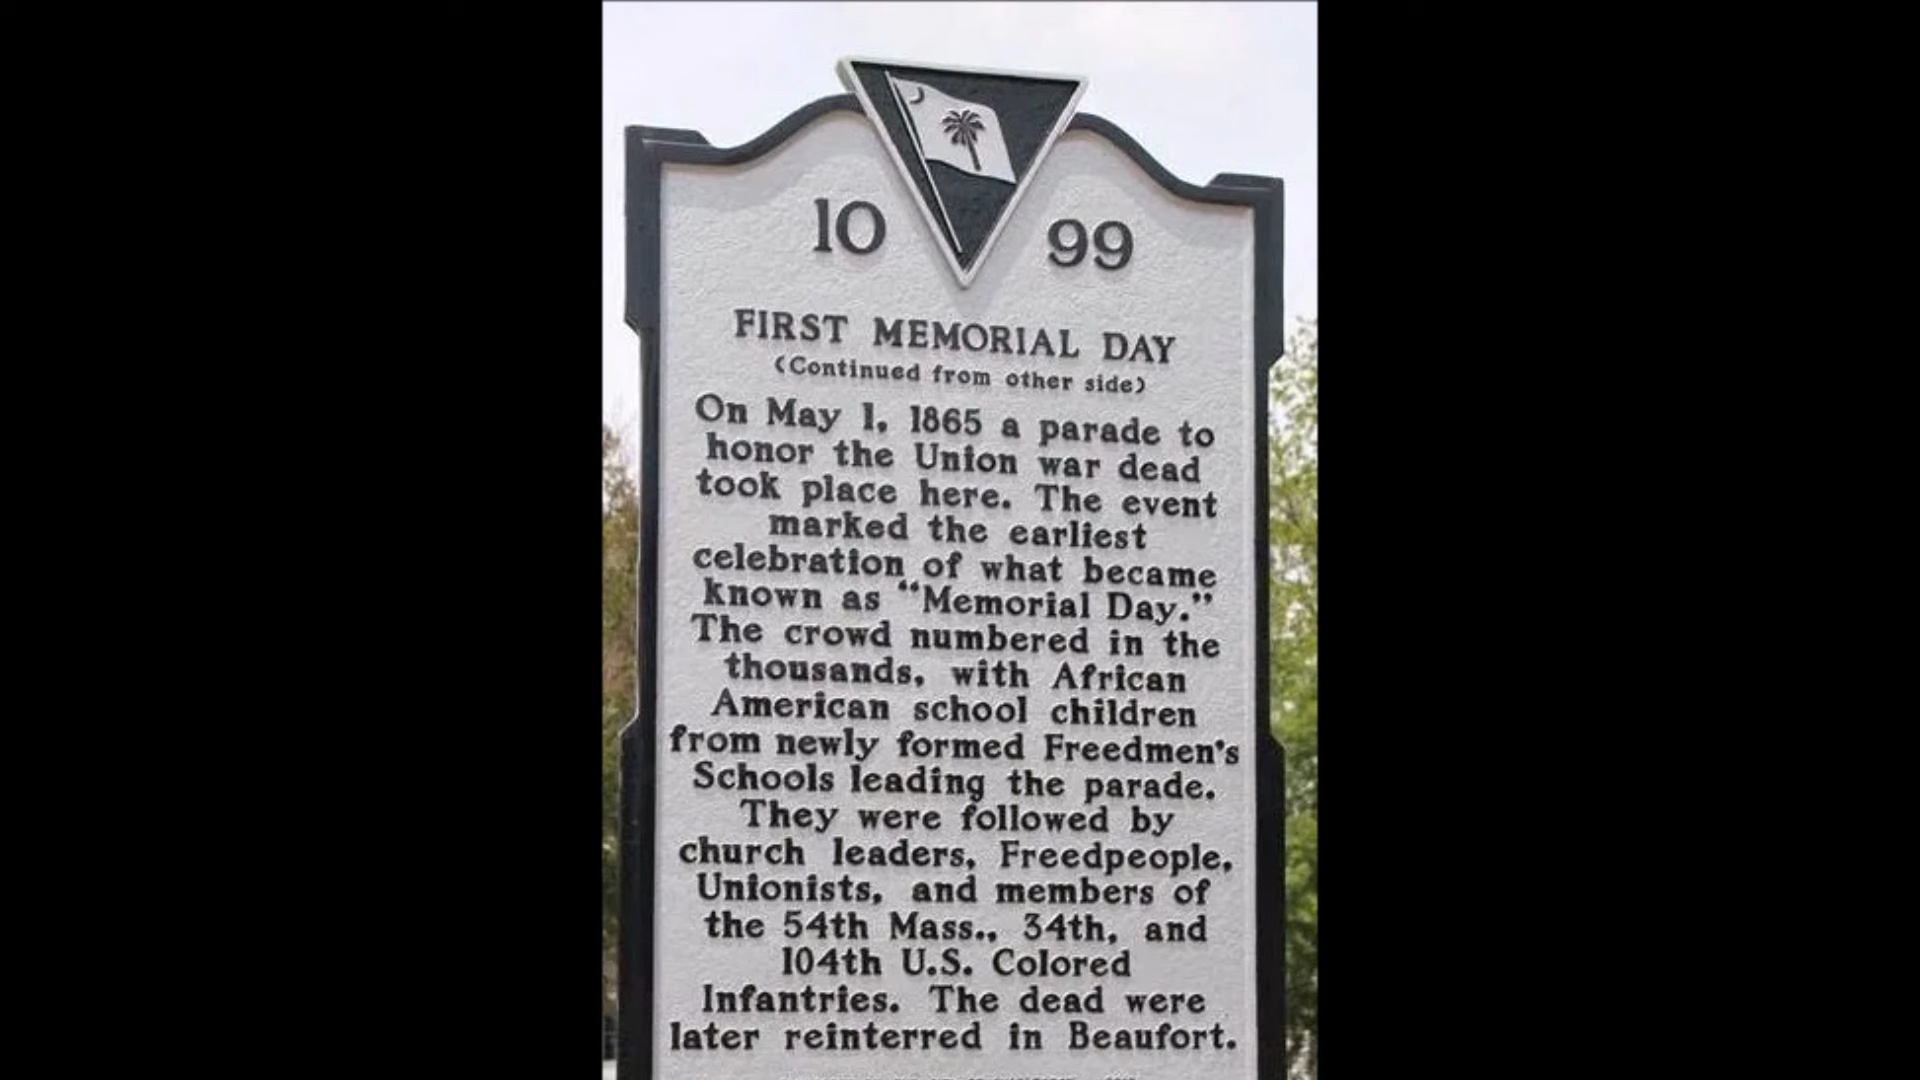 10 99
FIRST MEMORIAL DAY
(Continued from other side)
On May 1, 1865 a parade to
honor the Union war dead
took place here. The event
marked the earliest
celebration of what became
known as “Memorial Day.”
The crowd numbered in the
thousands, with African
American school children
from newly formed Freedmen's
Schools leading the parade.
They were followed by
church leaders, Freedpeople,
Unionists, and members of
the 54th Mass., 34th, and
104th U.S. Colored
Infantries. The dead were
later reinterred in Beaufort.